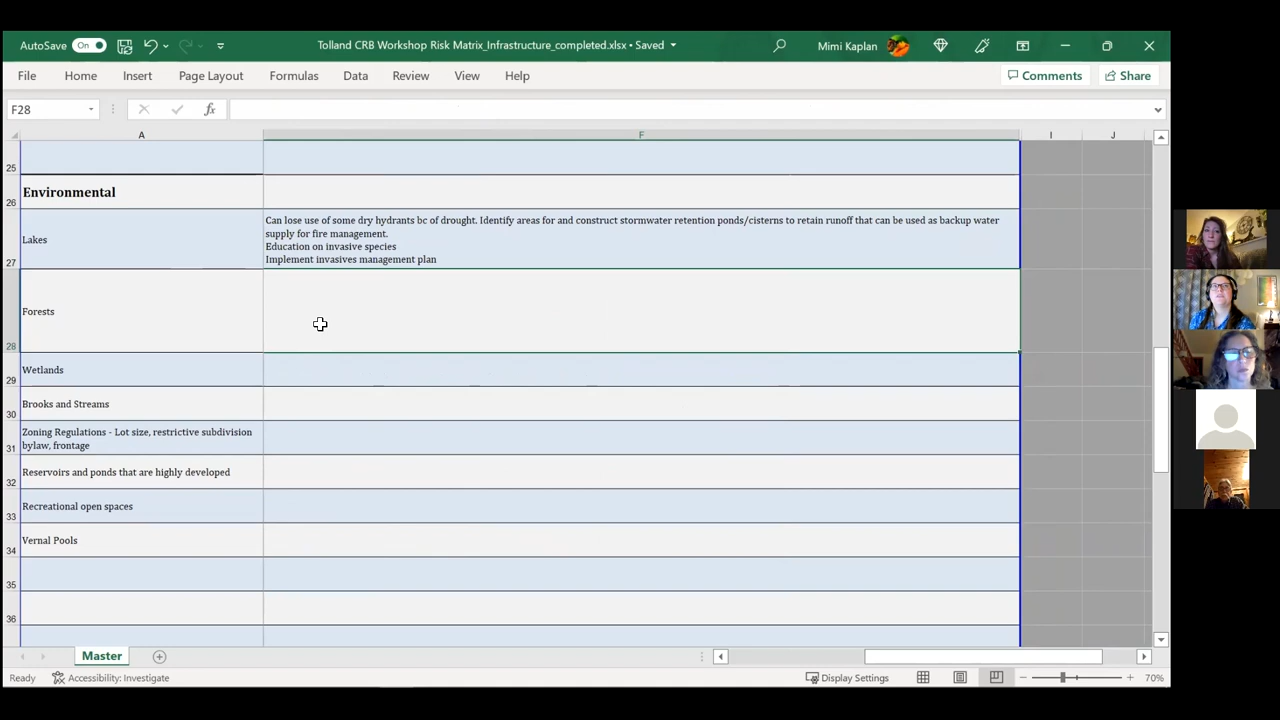 AutoSave On
Tolland CRB Workshop Risk Matrix_Infrastructure_completed.xlsx • Saved
Mimi Kaplan
File Home Insert Page Layout Formulas Data Review View Help
Comments Share
F28
fx
A F I J
25
26 Environmental
27 Lakes
Can lose use of some dry hydrants bc of drought. Identify areas for and construct stormwater retention ponds/cisterns to retain runoff that can be used as backup water
supply for fire management.
Education on invasive species
Implement invasives management plan
28 Forests
29 Wetlands
30 Brooks and Streams
31 Zoning Regulations - Lot size, restrictive subdivision
bylaw, frontage
32 Reservoirs and ponds that are highly developed
33 Recreational open spaces
34 Vernal Pools
35
36
Master
Ready Accessibility: Investigate
Display Settings
70%